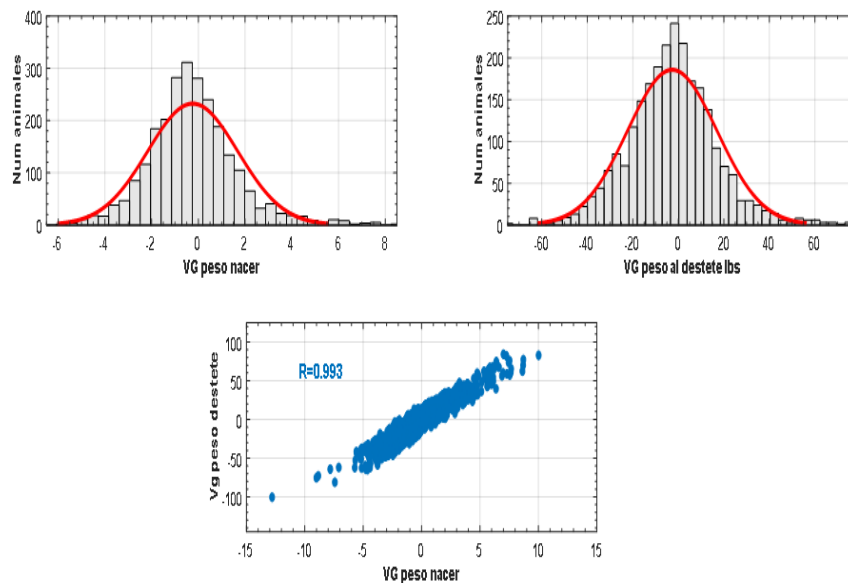 400
300
200
100
0
Num animales
-6 -4 -2 0 2 4 6 8
VG peso nacer
250
200
150
100
50
0
Num animales
-60 -40 -20 0 20 40 60
VG peso al destete lbs
100
50
0
-50
-100
Vg peso destete
R=0.993
-15 -10 -5 0 5 10 15
VG peso nacer